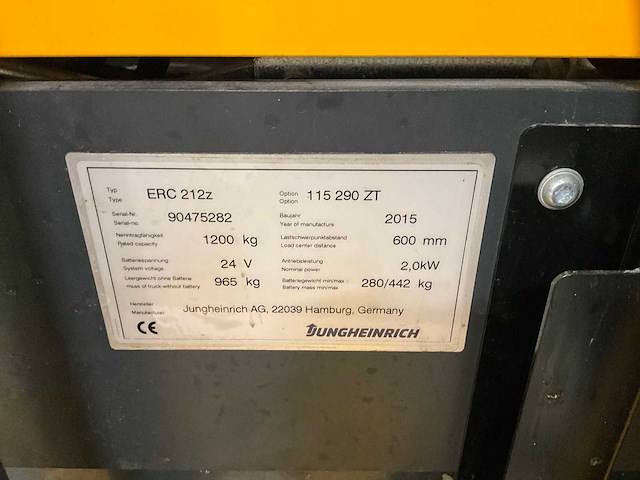 Typ ERC 212z Option 115 290 ZT
Type Option
Serial-Nr. 90475282 Baujahr 2015
Serial-no. Year of manufacture
Nenntragfähigkeit 1200 kg Lastschwerpunktabstand 600 mm
Rated capacity Load center distance
Batteriespannung 24 V Antriebsleistung 2,0kW
System voltage Nominal power
Leergewicht ohne Batterie 965 kg Batteriegewicht min/max 280/442 kg
mass of truck without battery Battery mass min/max
Hersteller Jungheinrich AG, 22039 Hamburg, Germany
Manufacturer
CE JUNGHEINRICH